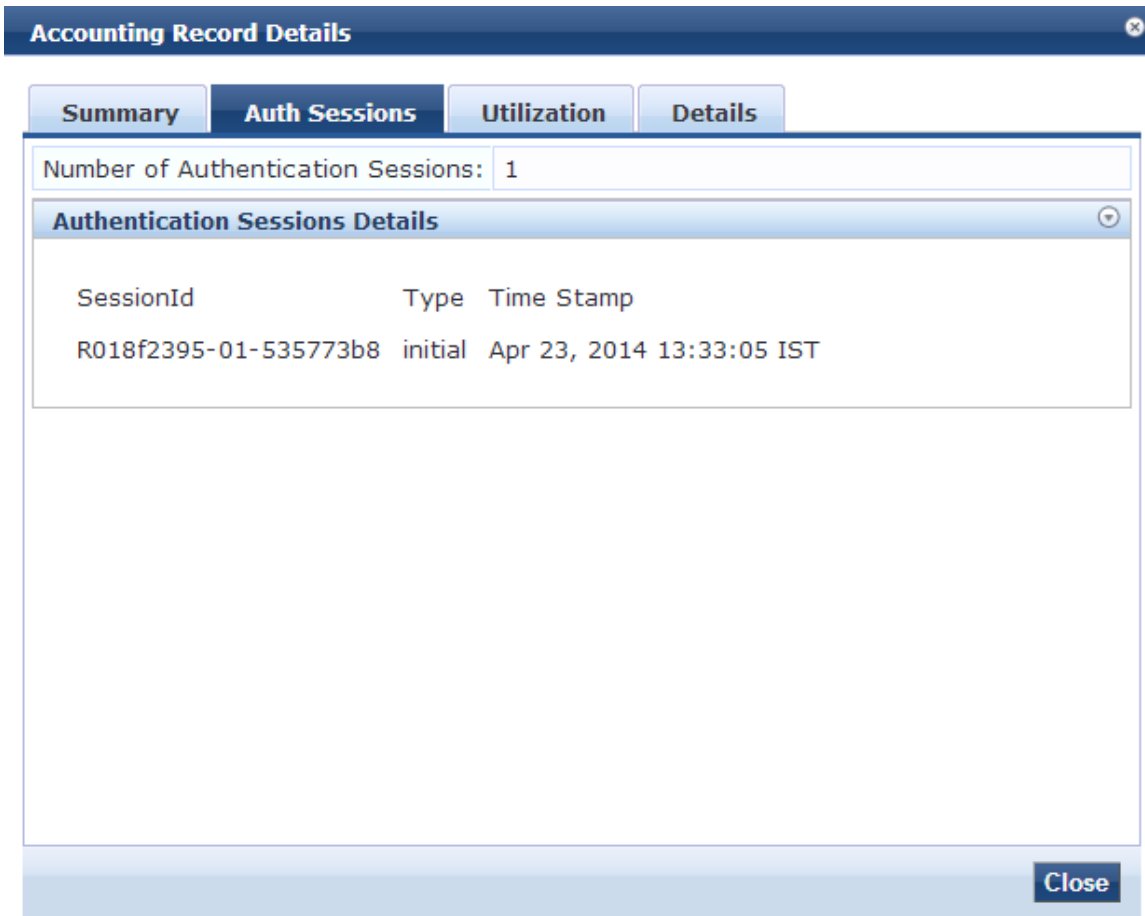 Accounting Record Details
Summary Auth Sessions Utilization Details
Number of Authentication Sessions: 1
Authentication Sessions Details
SessionId Type Time Stamp
R018f2395-01-535773b8 initial Apr 23, 2014 13:33:05 IST
Close